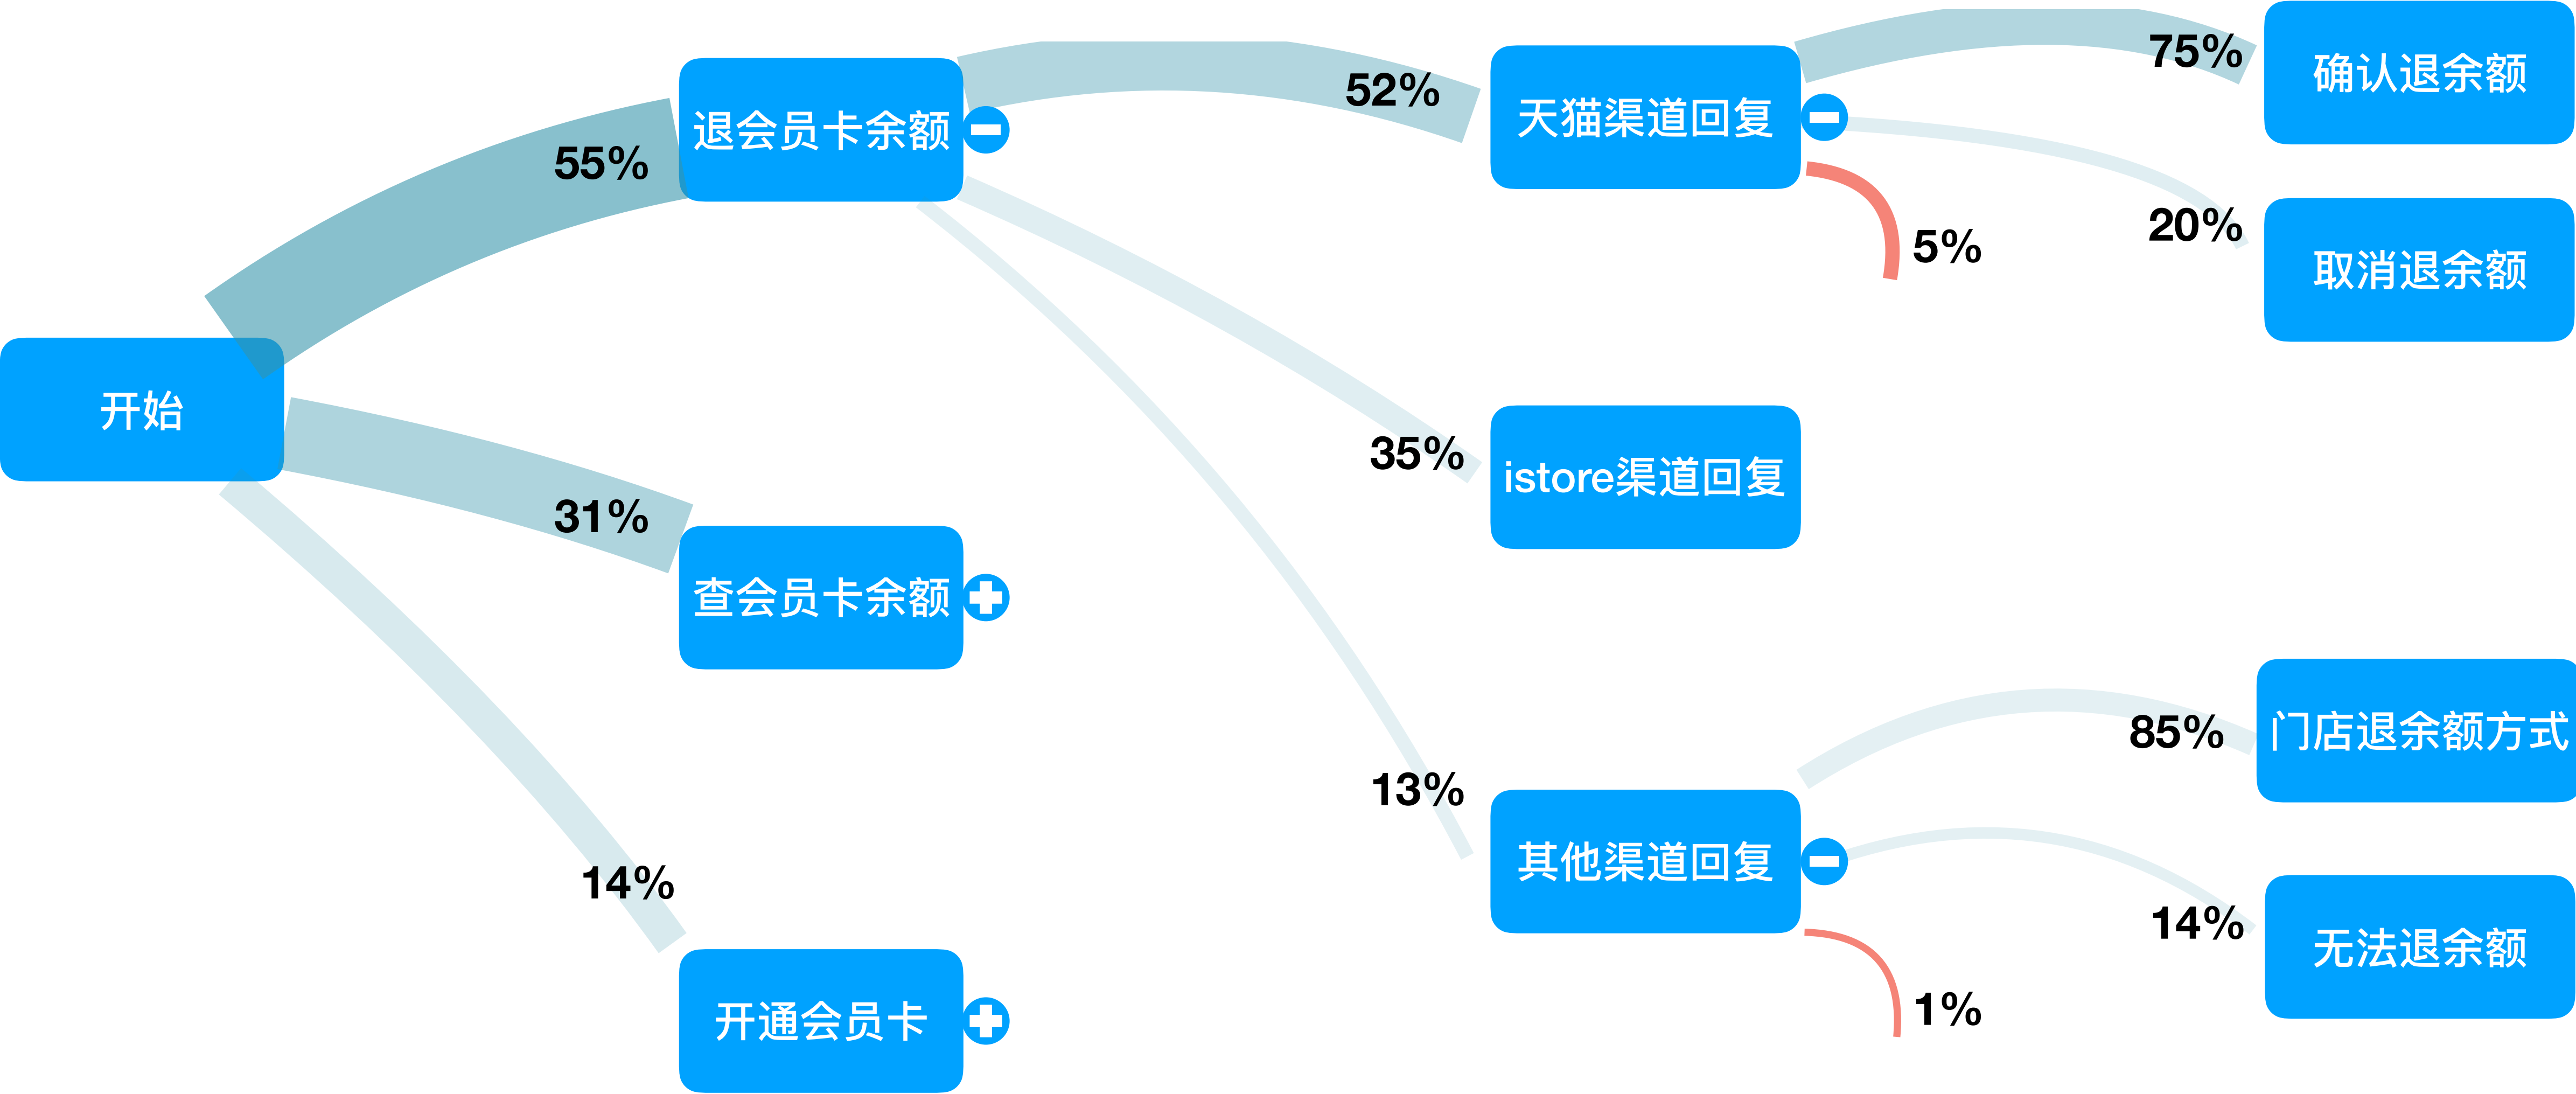 开始
55%
退会员卡余额
31%
查会员卡余额
14%
开通会员卡
52%
天猫渠道回复
35%
istore渠道回复
13%
其他渠道回复
75%
确认退余额
20%
取消退余额
5%
85%
门店退余额方式
14%
无法退余额
1%